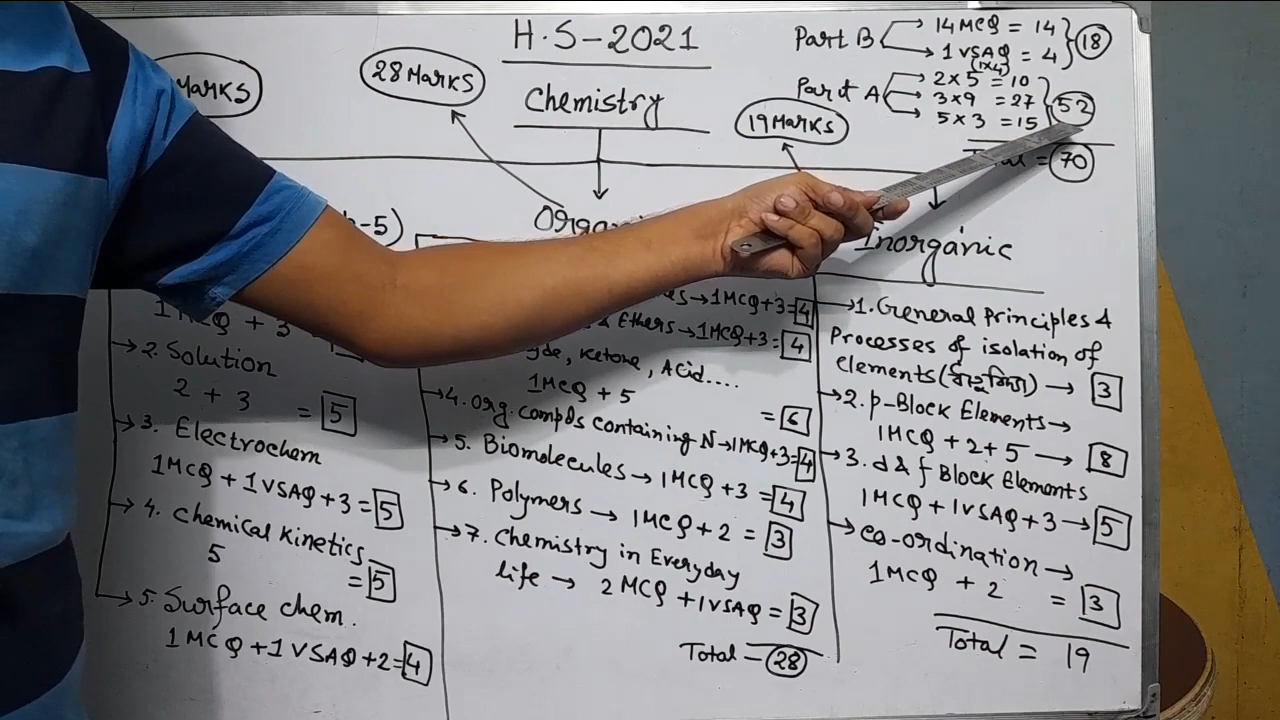 H.S-2021
Chemistry
Part B → 14 MCQ = 14
→ 1 VSAQ = 4
(1x4)
18
Part A → 2 x 5 = 10
→ 3 x 9 = 27
→ 5 x 3 = 15
52
= 70
MARKS
28 MARKS
19 MARKS
-5)
1MCQ + 3
→ 2. Solution
2 + 3 = 5
→ 3. Electrochem
1MCQ + 1VSAQ + 3 = 5
→ 4. Chemical Kinetics
5 = 5
→ 5. Surface chem.
1MCQ + 1VSAQ + 2 = 4
→ 1MCQ + 3 = 4
& Ethers → 1MCQ + 3 = 4
Ketone, Acid....
1MCQ + 5 = 6
→ 4. Org. Compds Containing N → 1MCQ + 3 = 4
→ 5. Biomolecules → 1MCQ + 3 = 4
→ 6. Polymers → 1MCQ + 2 = 3
→ 7. Chemistry in Everyday
life → 2 MCQ + 1VSAQ = 3
Total - 28
Inorganic
→ 1. General Principles &
Processes of isolation of
Elements (ধাতুবিদ্যা) → 3
→ 2. p-Block Elements →
1MCQ + 2 + 5 → 8
→ 3. d & f Block Elements
1MCQ + 1VSAQ + 3 → 5
→ Co-ordination →
1MCQ + 2 = 3
Total = 19